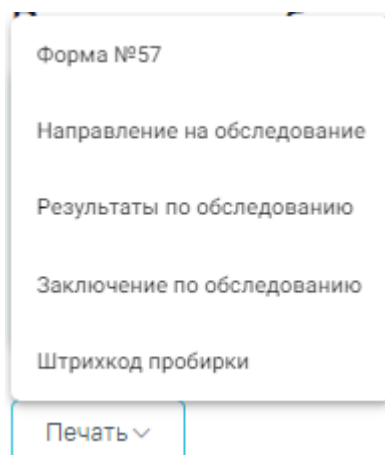 Форма №57
Направление на обследование
Результаты по обследованию
Заключение по обследованию
Штрихкод пробирки
Печать